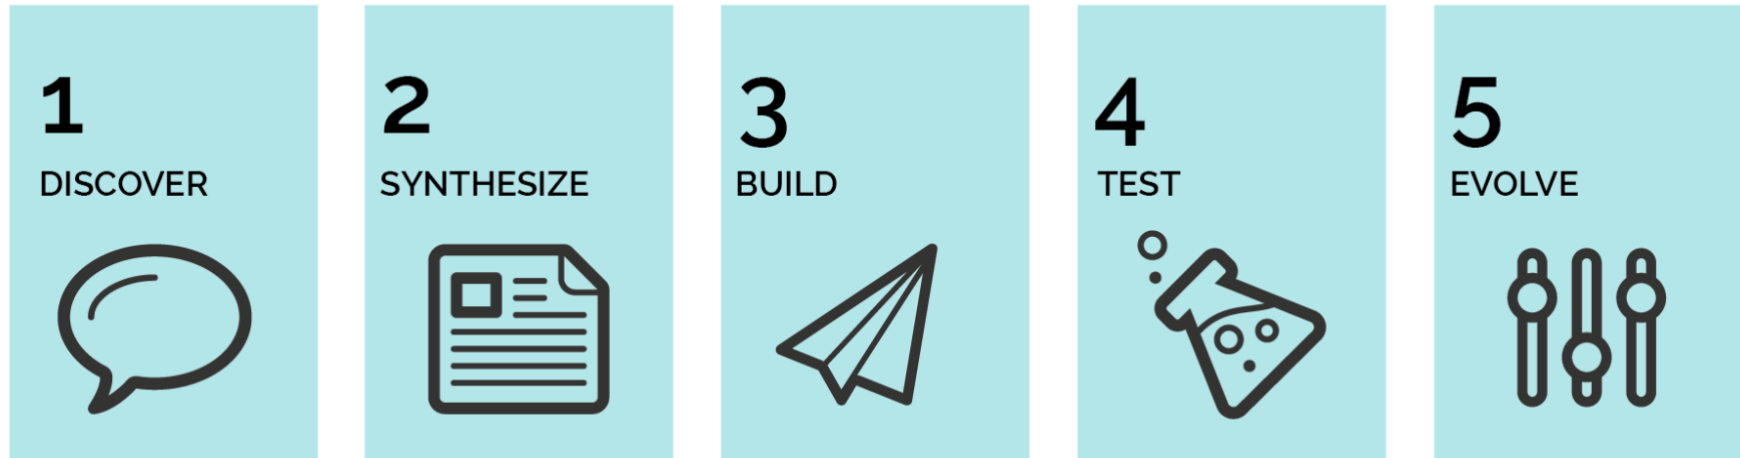 1
DISCOVER
2
SYNTHESIZE
3
BUILD
4
TEST
5
EVOLVE